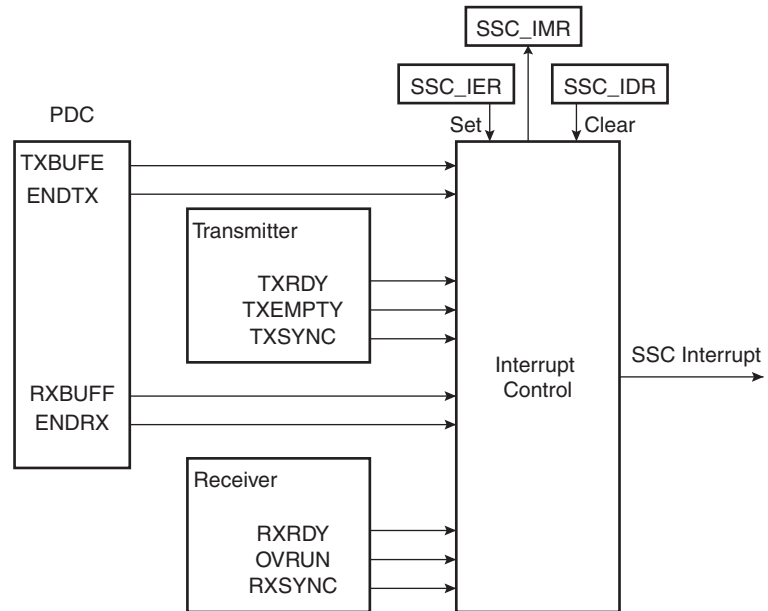 SSC_IMR
SSC_IER
SSC_IDR
PDC
Set
Clear
TXBUFE
ENDTX
Transmitter
TXRDY
TXEMPTY
TXSYNC
SSC Interrupt
Interrupt
Control
RXBUFF
ENDRX
Receiver
RXRDY
OVRUN
RXSYNC